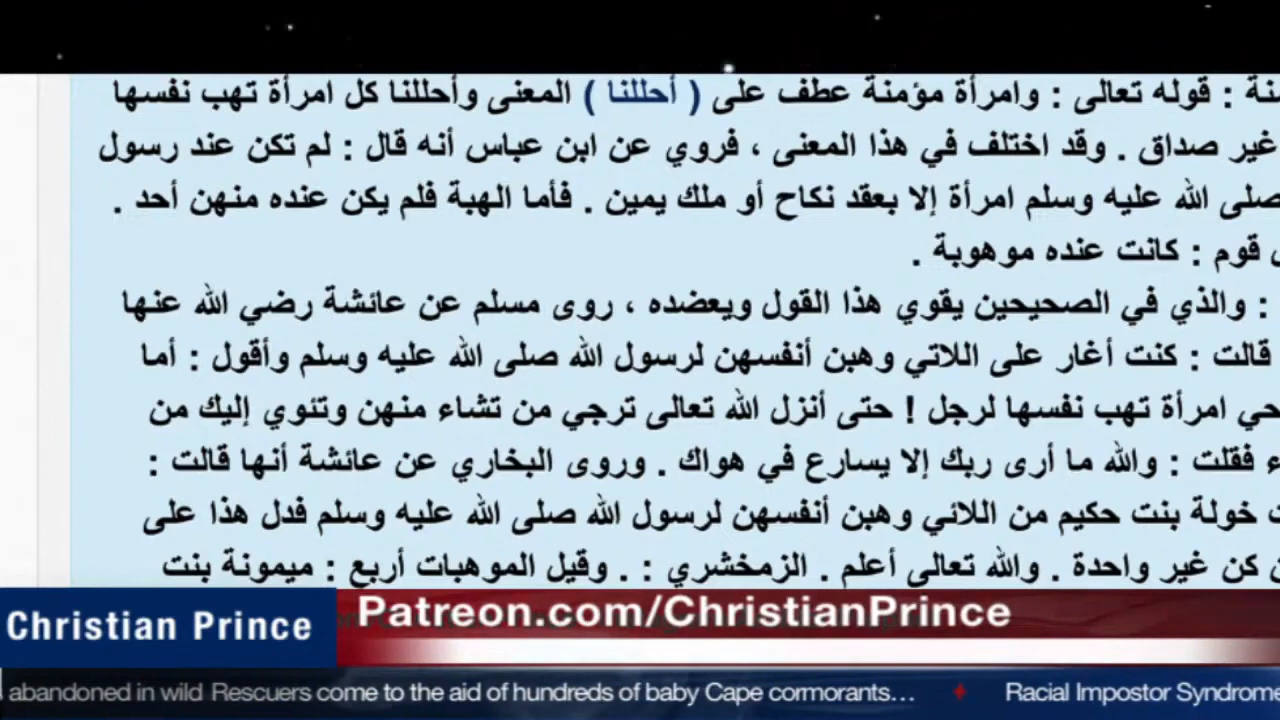 قوله تعالى : وامرأة مؤمنة عطف على ( أحللنا ) المعنى وأحللنا كل امرأة تهب نفسها
غير صداق . وقد اختلف في هذا المعنى ، فروي عن ابن عباس أنه قال : لم تكن عند رسول
صلى الله عليه وسلم امرأة إلا بعقد نكاح أو ملك يمين . فأما الهبة فلم يكن عنده منهن أحد .
قوم : كانت عنده موهوبة .
: والذي في الصحيحين يقوي هذا القول ويعضده ، روى مسلم عن عائشة رضي الله عنها
قالت : كنت أغار على اللاتي وهبن أنفسهن لرسول الله صلى الله عليه وسلم وأقول : أما
امرأة تهب نفسها لرجل ! حتى أنزل الله تعالى ترجي من تشاء منهن وتئوي إليك من
فقلت : والله ما أرى ربك إلا يسارع في هواك . وروى البخاري عن عائشة أنها قالت :
خولة بنت حكيم من اللائي وهبن أنفسهن لرسول الله صلى الله عليه وسلم فدل هذا على
كن غير واحدة . والله تعالى أعلم . الزمخشري : . وقيل الموهبات أربع : ميمونة بنت
Christian Prince
Patreon.com/ChristianPrince
abandoned in wild Rescuers come to the aid of hundreds of baby Cape cormorants... Racial Impostor Syndrome